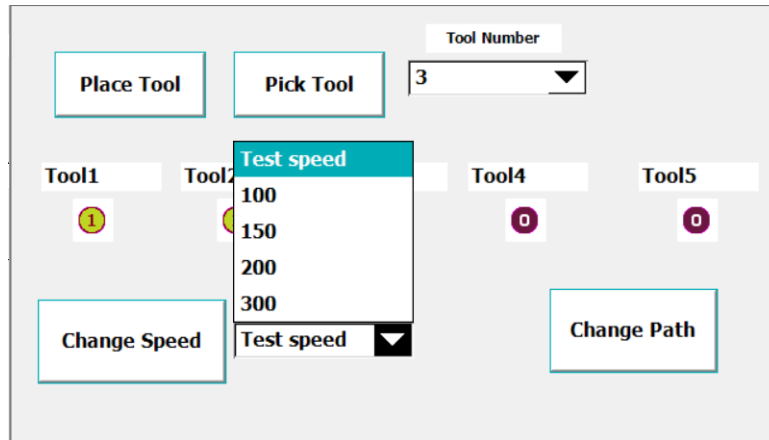 Tool Number
Place Tool
Pick Tool
3
Test speed
Tool1
Tool4
Tool5
100
1
0
0
150
200
300
Change Speed
Test speed
Change Path